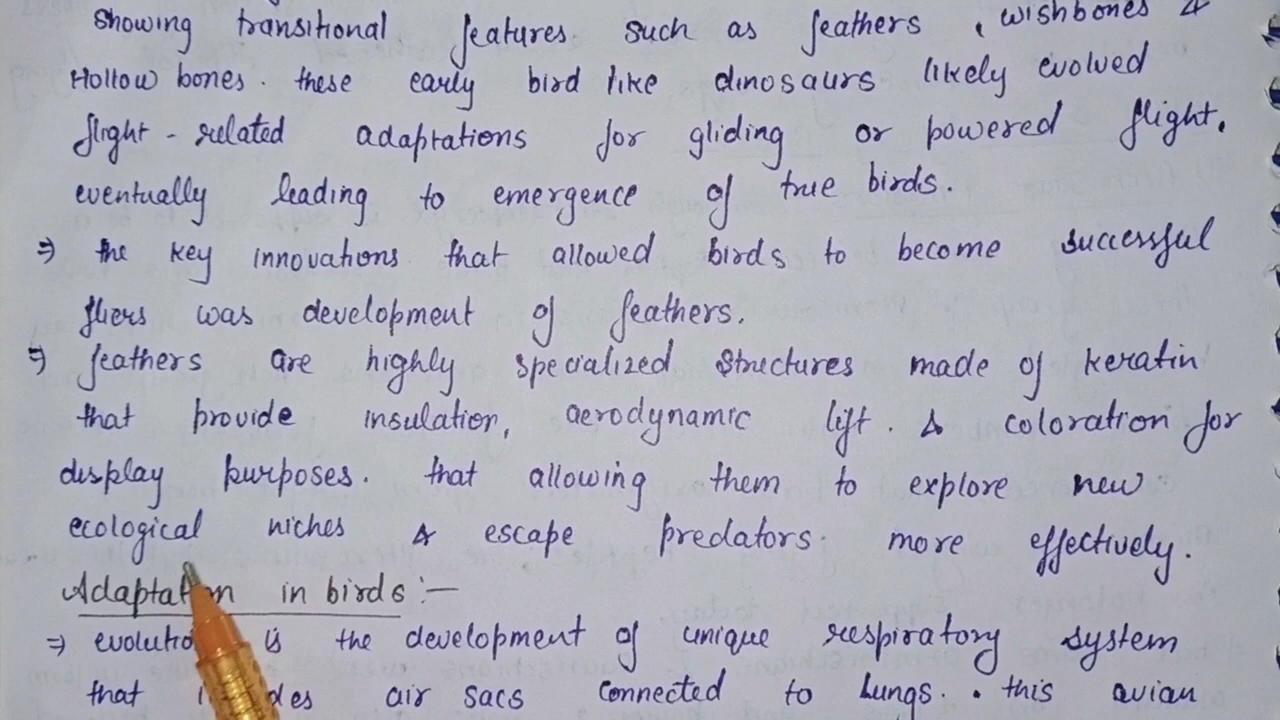 showing transitional features. such as feathers, wishbones &
Hollow bones. these early bird like dinosaurs likely evolved
flight-related adaptations for gliding or powered flight.
eventually leading to emergence of true birds.
⇒ the key innovations that allowed birds to become successful
fliers was development of feathers.
⇒ feathers are highly specialized structures made of keratin
that provide insulation, aerodynamic lift. & coloration for
display purposes. that allowing them to explore new
ecological niches & escape predators. more effectively.
Adaptation in birds :-
⇒ evolution is the development of unique respiratory system
that air sacs connected to lungs.. this avian